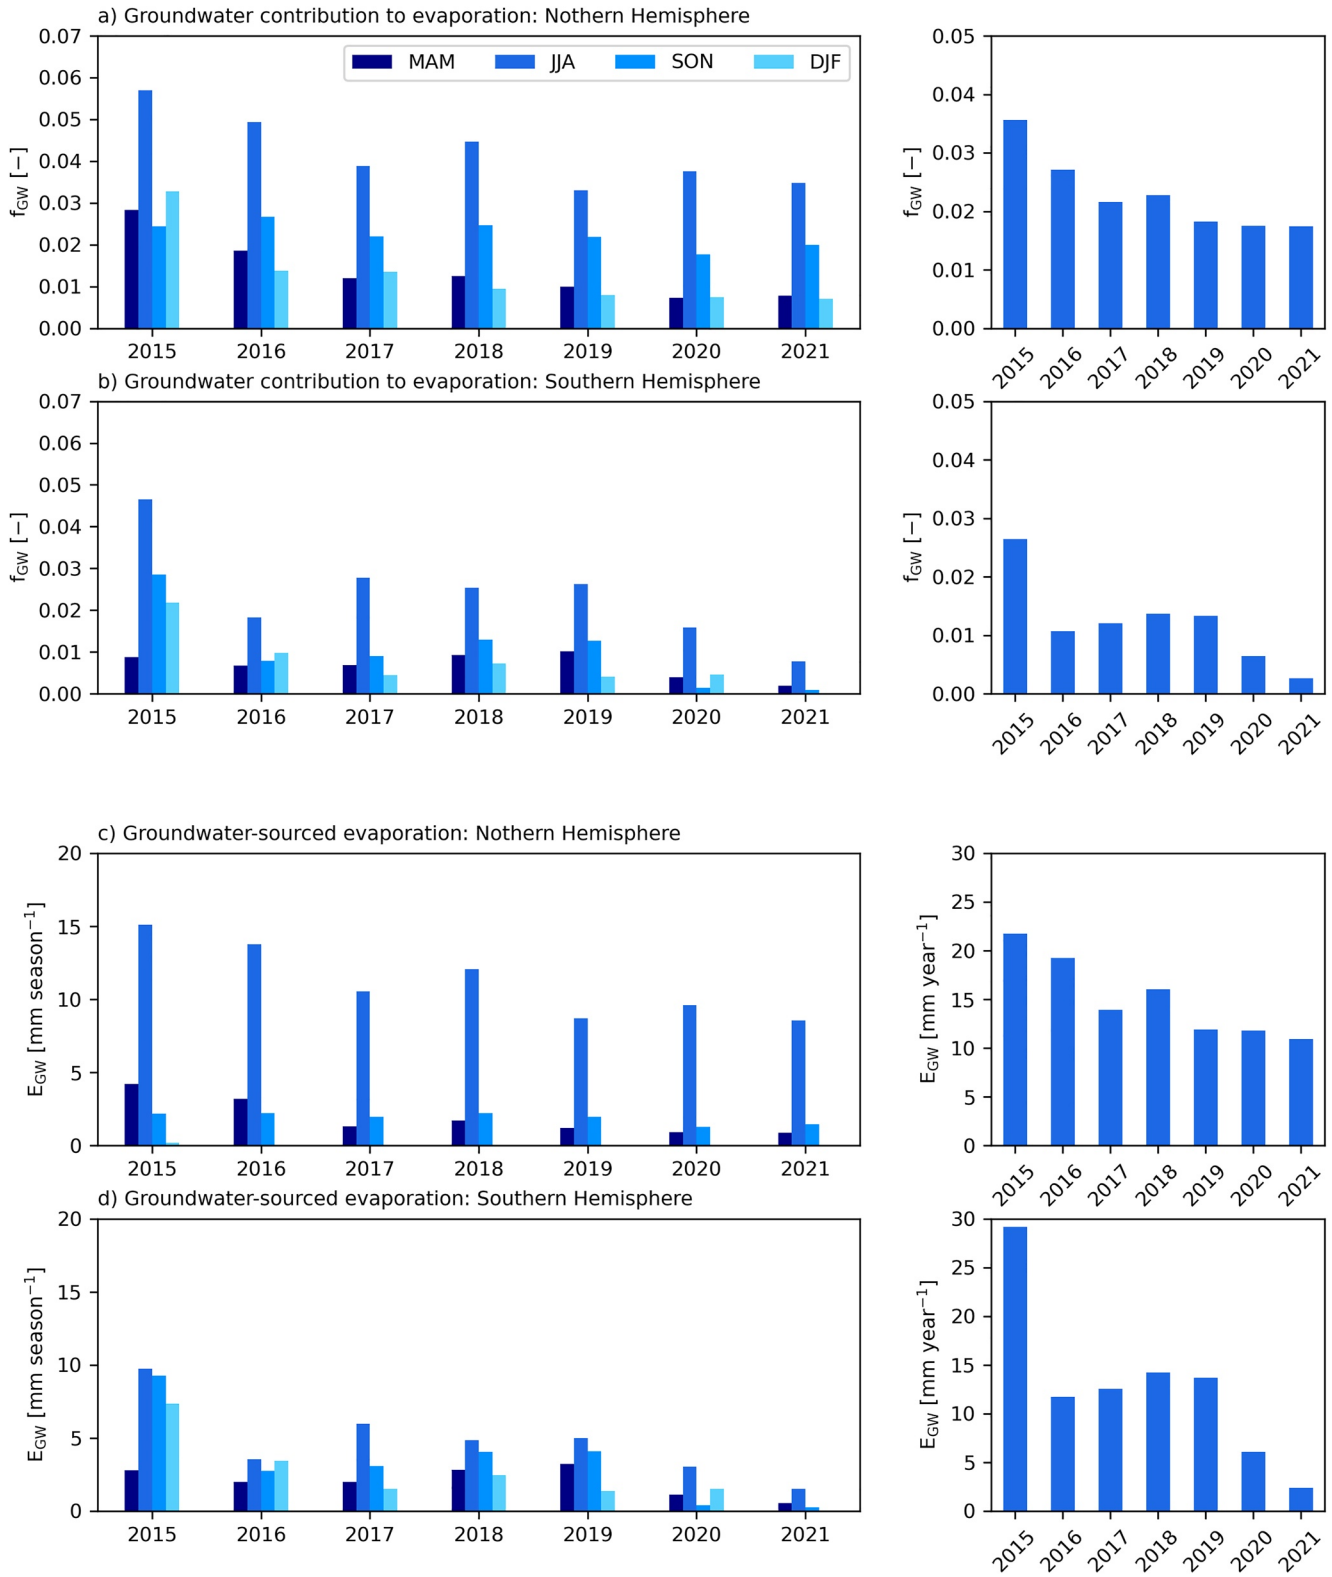 a) Groundwater contribution to evaporation: Nothern Hemisphere
MAM JJA SON DJF
f_GW [−]
0.07
0.06
0.05
0.04
0.03
0.02
0.01
0.00
2015 2016 2017 2018 2019 2020 2021
f_GW [−]
0.05
0.04
0.03
0.02
0.01
0.00
2015 2016 2017 2018 2019 2020 2021
b) Groundwater contribution to evaporation: Southern Hemisphere
f_GW [−]
0.07
0.06
0.05
0.04
0.03
0.02
0.01
0.00
2015 2016 2017 2018 2019 2020 2021
f_GW [−]
0.05
0.04
0.03
0.02
0.01
0.00
2015 2016 2017 2018 2019 2020 2021
c) Groundwater-sourced evaporation: Nothern Hemisphere
E_GW [mm season⁻¹]
20
15
10
5
0
2015 2016 2017 2018 2019 2020 2021
E_GW [mm year⁻¹]
30
25
20
15
10
5
0
2015 2016 2017 2018 2019 2020 2021
d) Groundwater-sourced evaporation: Southern Hemisphere
E_GW [mm season⁻¹]
20
15
10
5
0
2015 2016 2017 2018 2019 2020 2021
E_GW [mm year⁻¹]
30
25
20
15
10
5
0
2015 2016 2017 2018 2019 2020 2021